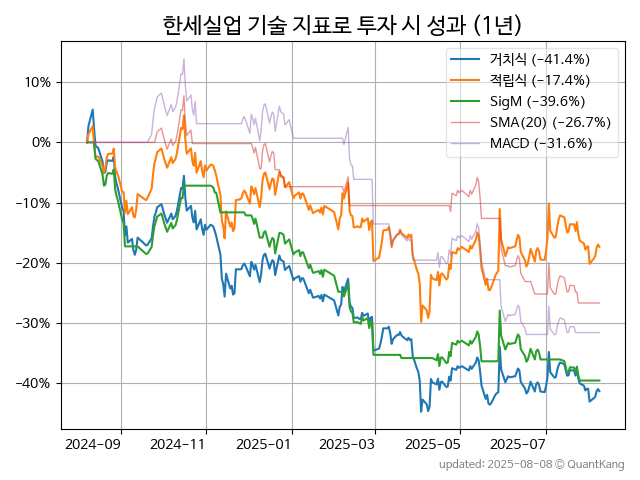 한세실업 기술 지표로 투자 시 성과 (1년)
거치식 (−41.4%)
적립식 (−17.4%)
SigM (−39.6%)
SMA(20) (−26.7%)
MACD (−31.6%)
10%
0%
−10%
−20%
−30%
−40%
2024-09 2024-11 2025-01 2025-03 2025-05 2025-07
updated: 2025-08-08 © QuantKang